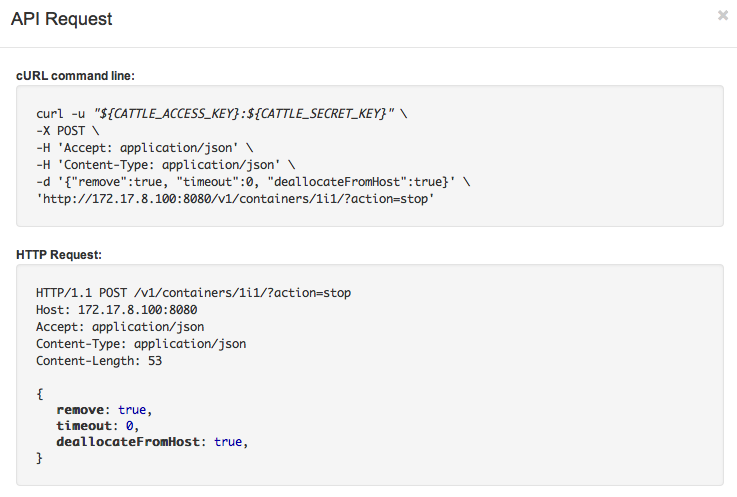 API Request ×
cURL command line:
curl -u "${CATTLE_ACCESS_KEY}:${CATTLE_SECRET_KEY}" \
-X POST \
-H 'Accept: application/json' \
-H 'Content-Type: application/json' \
-d '{"remove":true, "timeout":0, "deallocateFromHost":true}' \
'http://172.17.8.100:8080/v1/containers/1i1/?action=stop'
HTTP Request:
HTTP/1.1 POST /v1/containers/1i1/?action=stop
Host: 172.17.8.100:8080
Accept: application/json
Content-Type: application/json
Content-Length: 53
{
remove: true,
timeout: 0,
deallocateFromHost: true,
}